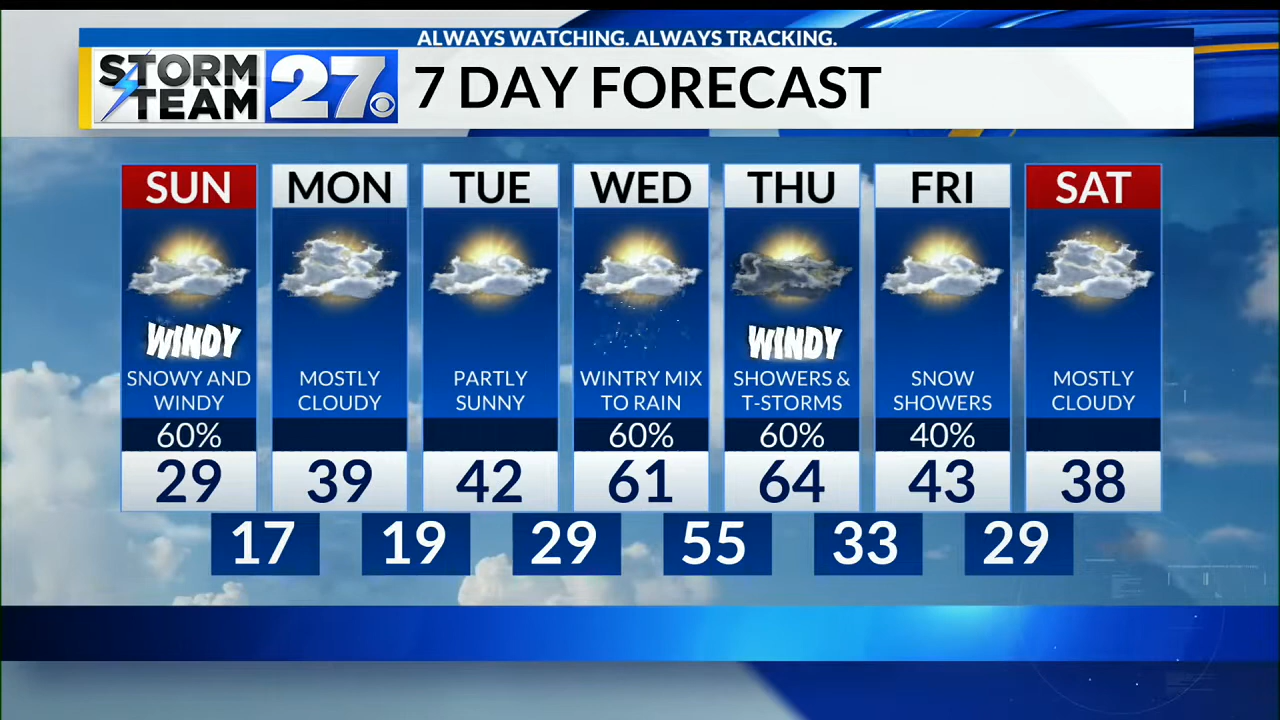 ALWAYS WATCHING. ALWAYS TRACKING.
STORM
TEAM
27
7 DAY FORECAST
SUN
MON
TUE
WED
THU
FRI
SAT
WINDY
WINDY
SNOWY AND
WINDY
MOSTLY
CLOUDY
PARTLY
SUNNY
WINTRY MIX
TO RAIN
SHOWERS &
T-STORMS
SNOW
SHOWERS
MOSTLY
CLOUDY
60%
60%
60%
40%
29
39
42
61
64
43
38
17
19
29
55
33
29